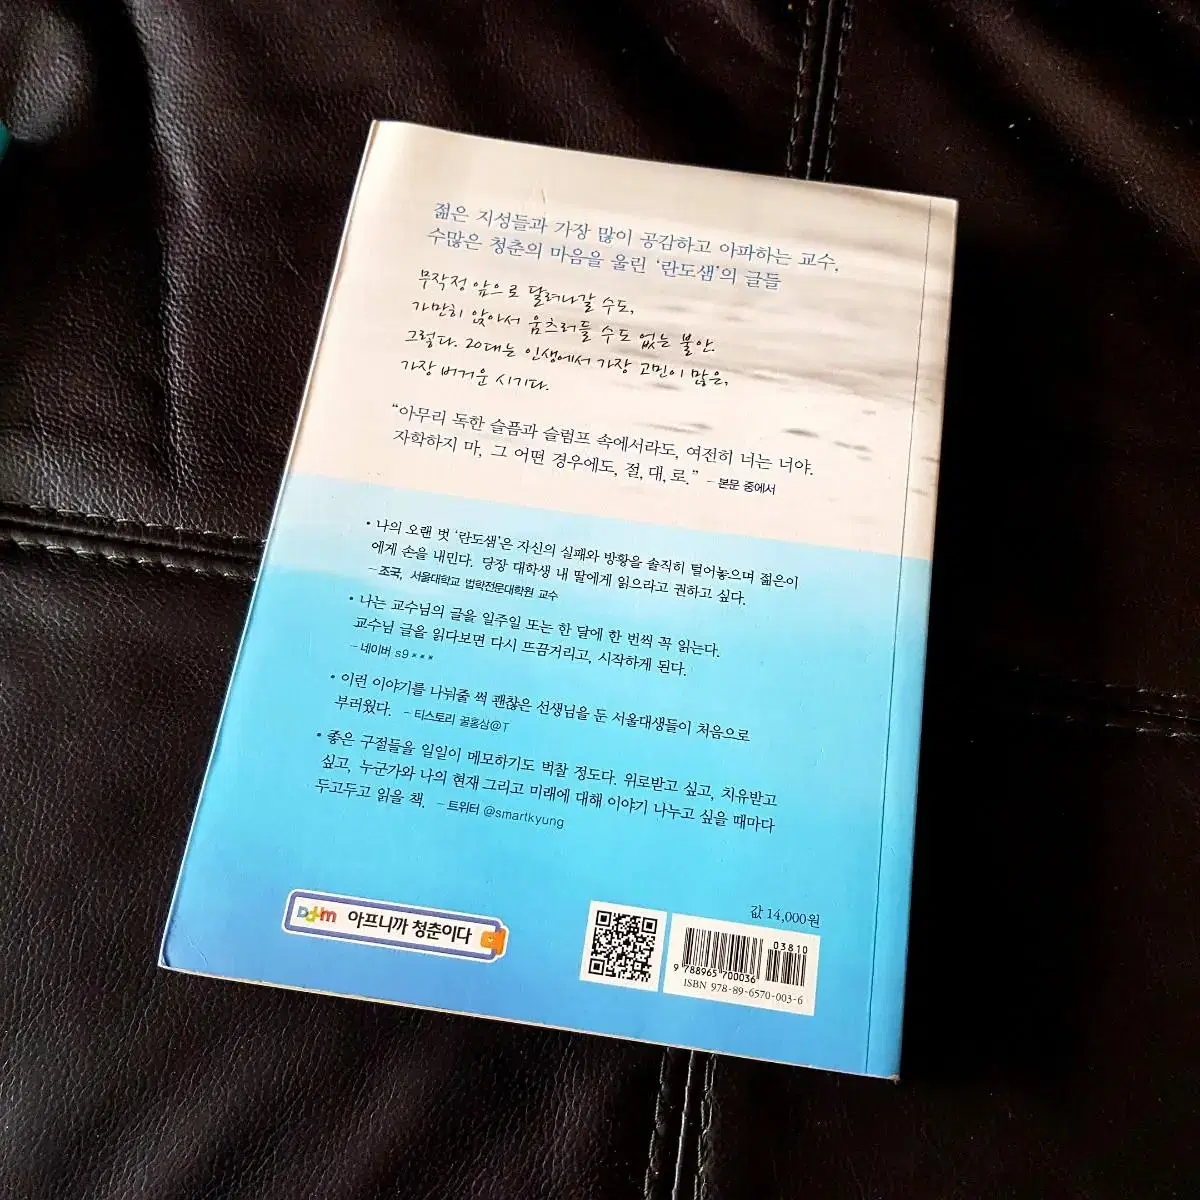 젊은 지성들과 가장 많이 공감하고 아파하는 교수,
수많은 청춘의 마음을 울린 ‘란도샘’의 글들
무작정 앞으로 달려나갈 수도,
가만히 앉아서 움츠러들 수도 없는 불안.
그렇다. 20대는 인생에서 가장 고민이 많은,
가장 버거운 시기다.
“아무리 독한 슬픔과 슬럼프 속에서라도, 여전히 너는 너야.
자학하지 마, 그 어떤 경우에도, 절, 대, 로.” – 본문 중에서
• 나의 오랜 벗 ‘란도샘’은 자신의 실패와 방황을 솔직히 털어놓으며 젊은이
에게 손을 내민다. 당장 대학생 내 딸에게 읽으라고 권하고 싶다.
– 조국, 서울대학교 법학전문대학원 교수
• 나는 교수님의 글을 일주일 또는 한 달에 한 번씩 꼭 읽는다.
교수님 글을 읽다보면 다시 뜨끔거리고, 시작하게 된다.
– 네이버 s9***
• 이런 이야기를 나눠줄 썩 괜찮은 선생님을 둔 서울대생들이 처음으로
부러웠다. – 티스토리 꿀홍삼@T
• 좋은 구절들을 일일이 메모하기도 벅찰 정도다. 위로받고 싶고, 치유받고
싶고, 누군가와 나의 현재 그리고 미래에 대해 이야기 나누고 싶을 때마다
두고두고 읽을 책. – 트위터 @smartkyung
Daum 아프니까 청춘이다
값 14,000원
03810
9 788965 700036
ISBN 978-89-6570-003-6